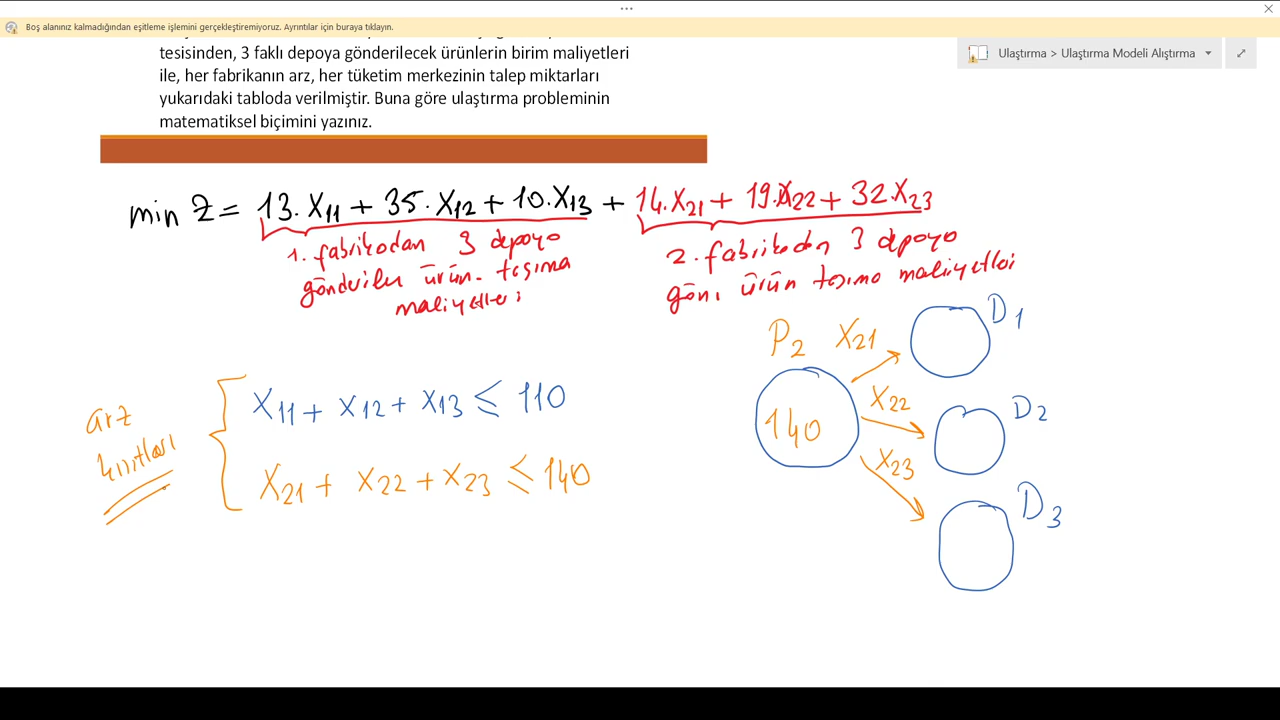 Boş alanınız kalmadığından eşitleme işlemini gerçekleştiremiyoruz. Ayrıntılar için buraya tıklayın.
Ulaştırma > Ulaştırma Modeli Alıştırma
tesisinden, 3 faklı depoya gönderilecek ürünlerin birim maliyetleri
ile, her fabrikanın arz, her tüketim merkezinin talep miktarları
yukarıdaki tabloda verilmiştir. Buna göre ulaştırma probleminin
matematiksel biçimini yazınız.
min Z = 13.X11 + 35.X12 + 10.X13 + 14.X21 + 19.X22 + 32.X23
1. fabrikadan 3 depoya
gönderilen ürün. taşıma
maliyetleri
2. fabrikadan 3 depoya
gön. ürün taşıma maliyetleri
arz
kısıtları
X11 + X12 + X13 ≤ 110
X21 + X22 + X23 ≤ 140
P2
140
X21
X22
X23
D1
D2
D3